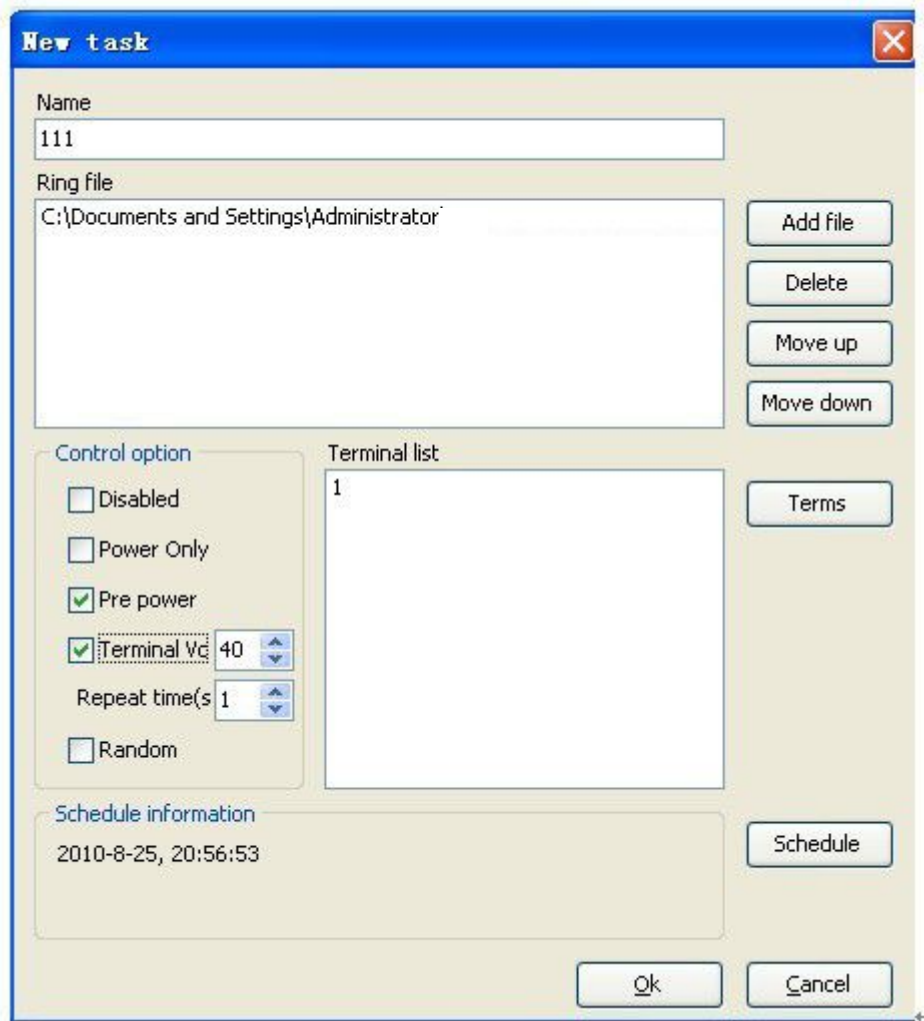 New task
Name
111
Ring file
C:\Documents and Settings\Administrator
Add file
Delete
Move up
Move down
Control option
Disabled
Power Only
Pre power
Terminal Vo 40
Repeat time(s 1
Random
Terminal list
1
Terms
Schedule information
2010-8-25, 20:56:53
Schedule
Ok
Cancel